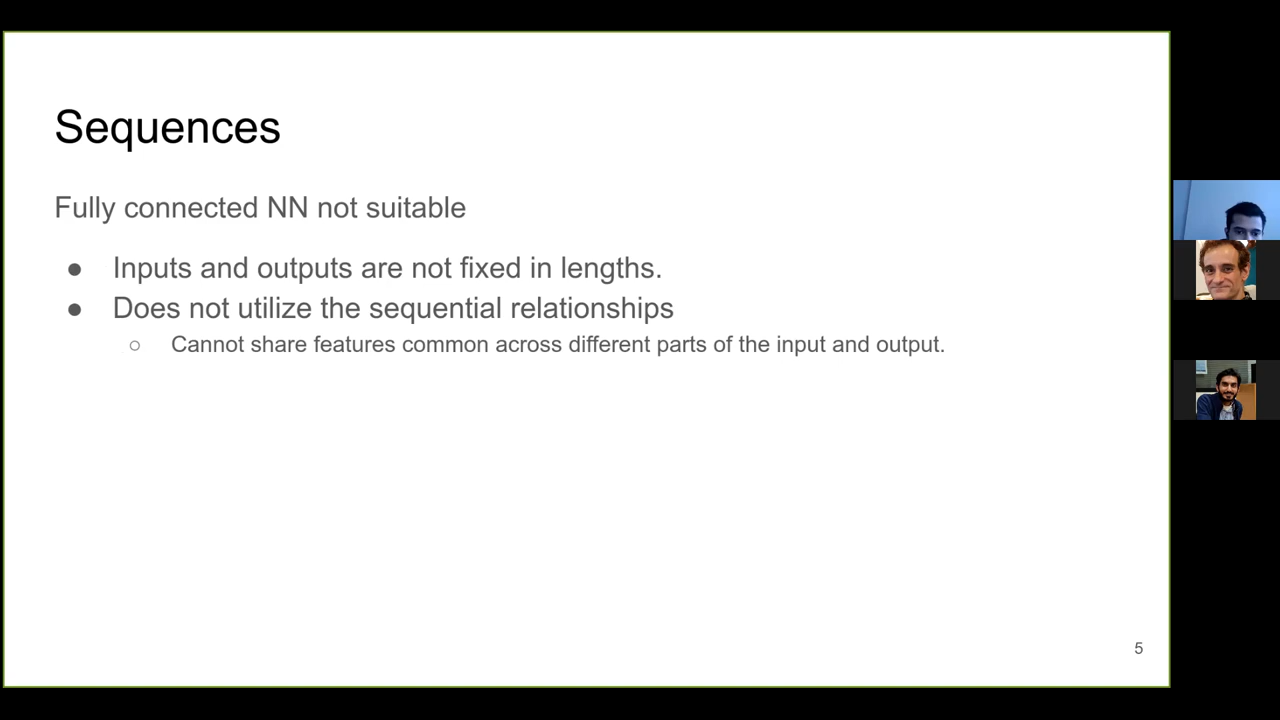 Sequences
Fully connected NN not suitable
● Inputs and outputs are not fixed in lengths.
● Does not utilize the sequential relationships
○ Cannot share features common across different parts of the input and output.
5